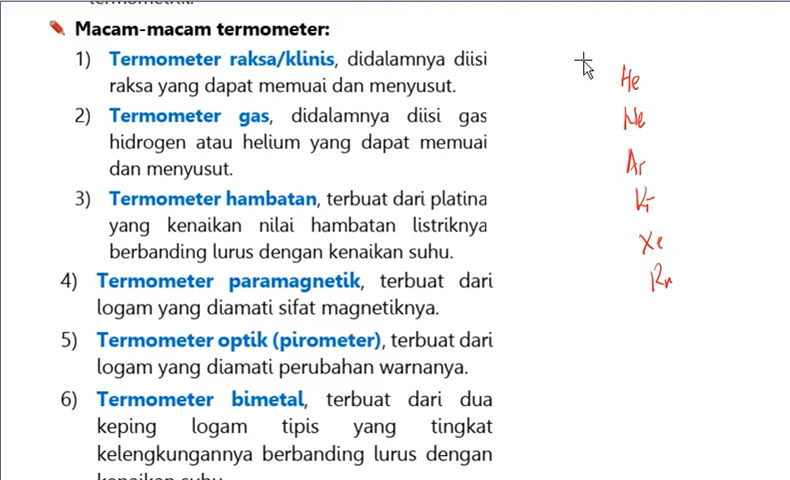 termometrik.
Macam-macam termometer:
1) Termometer raksa/klinis, didalamnya diisi
raksa yang dapat memuai dan menyusut.
2) Termometer gas, didalamnya diisi gas
hidrogen atau helium yang dapat memuai
dan menyusut.
3) Termometer hambatan, terbuat dari platina
yang kenaikan nilai hambatan listriknya
berbanding lurus dengan kenaikan suhu.
4) Termometer paramagnetik, terbuat dari
logam yang diamati sifat magnetiknya.
5) Termometer optik (pirometer), terbuat dari
logam yang diamati perubahan warnanya.
6) Termometer bimetal, terbuat dari dua
keping logam tipis yang tingkat
kelengkungannya berbanding lurus dengan
kenaikan suhu.
He
Ne
Ar
Kr
Xe
Rn